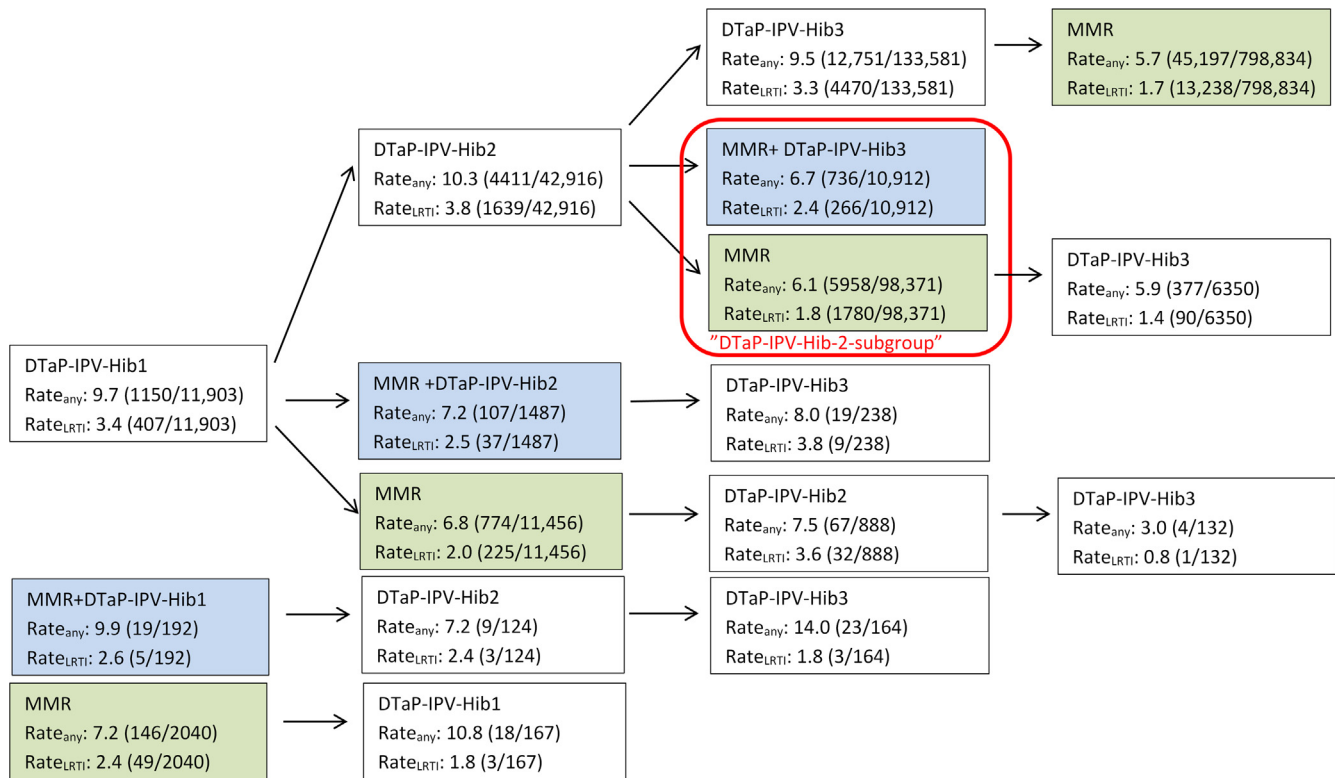 DTaP-IPV-Hib3
Rateany: 9.5 (12,751/133,581)
RateLRTI: 3.3 (4470/133,581)
MMR
Rateany: 5.7 (45,197/798,834)
RateLRTI: 1.7 (13,238/798,834)
DTaP-IPV-Hib2
Rateany: 10.3 (4411/42,916)
RateLRTI: 3.8 (1639/42,916)
MMR+ DTaP-IPV-Hib3
Rateany: 6.7 (736/10,912)
RateLRTI: 2.4 (266/10,912)
MMR
Rateany: 6.1 (5958/98,371)
RateLRTI: 1.8 (1780/98,371)
"DTaP-IPV-Hib-2-subgroup"
DTaP-IPV-Hib3
Rateany: 5.9 (377/6350)
RateLRTI: 1.4 (90/6350)
DTaP-IPV-Hib1
Rateany: 9.7 (1150/11,903)
RateLRTI: 3.4 (407/11,903)
MMR +DTaP-IPV-Hib2
Rateany: 7.2 (107/1487)
RateLRTI: 2.5 (37/1487)
DTaP-IPV-Hib3
Rateany: 8.0 (19/238)
RateLRTI: 3.8 (9/238)
MMR
Rateany: 6.8 (774/11,456)
RateLRTI: 2.0 (225/11,456)
DTaP-IPV-Hib2
Rateany: 7.5 (67/888)
RateLRTI: 3.6 (32/888)
DTaP-IPV-Hib3
Rateany: 3.0 (4/132)
RateLRTI: 0.8 (1/132)
MMR+DTaP-IPV-Hib1
Rateany: 9.9 (19/192)
RateLRTI: 2.6 (5/192)
DTaP-IPV-Hib2
Rateany: 7.2 (9/124)
RateLRTI: 2.4 (3/124)
DTaP-IPV-Hib3
Rateany: 14.0 (23/164)
RateLRTI: 1.8 (3/164)
MMR
Rateany: 7.2 (146/2040)
RateLRTI: 2.4 (49/2040)
DTaP-IPV-Hib1
Rateany: 10.8 (18/167)
RateLRTI: 1.8 (3/167)